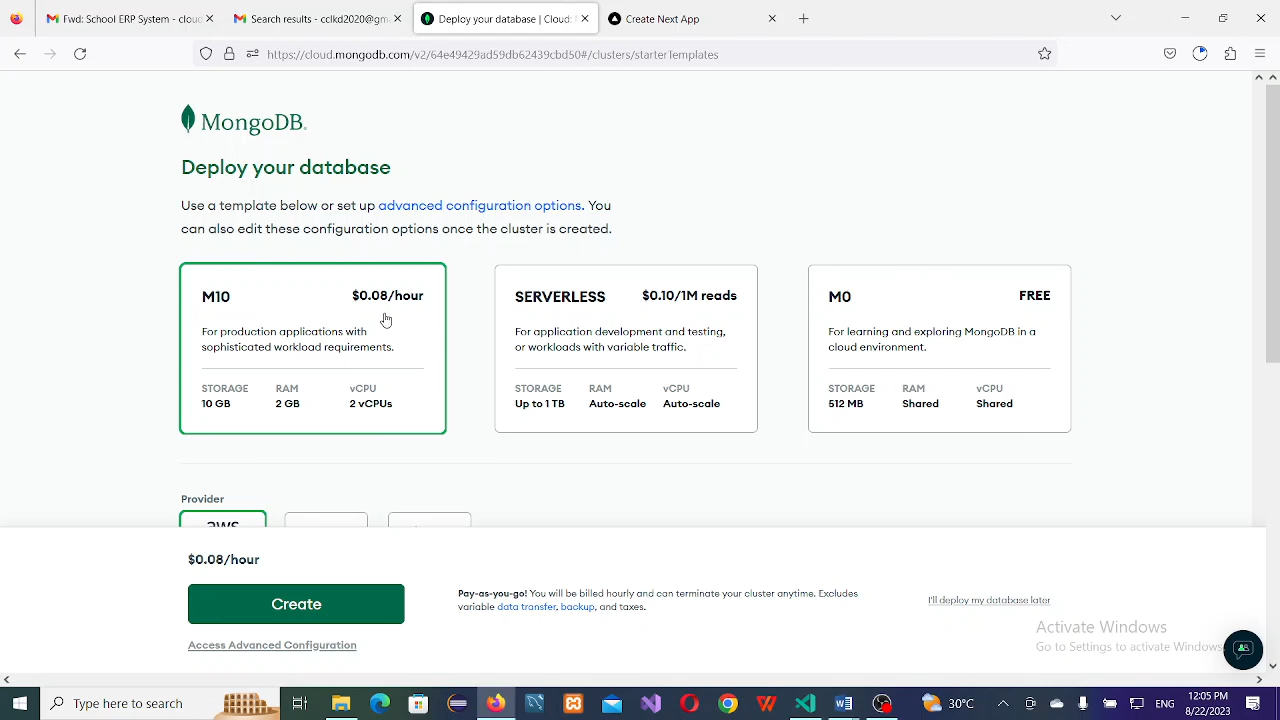 School ERP System - cloud
Search results - cclkd2020@gm
Deploy your database | Cloud:
Create Next App
https://cloud.mongodb.com/v2/64e49429ad59db62439cbd50#/clusters/starterTemplates
MongoDB.
Deploy your database
Use a template below or set up advanced configuration options. You
can also edit these configuration options once the cluster is created.
M10 $0.08/hour
For production applications with
sophisticated workload requirements.
STORAGE RAM vCPU
10 GB 2 GB 2 vCPUs
SERVERLESS $0.10/1M reads
For application development and testing,
or workloads with variable traffic.
STORAGE RAM vCPU
Up to 1 TB Auto-scale Auto-scale
M0 FREE
For learning and exploring MongoDB in a
cloud environment.
STORAGE RAM vCPU
512 MB Shared Shared
Provider
aws
$0.08/hour
Create
Access Advanced Configuration
Pay-as-you-go! You will be billed hourly and can terminate your cluster anytime. Excludes
variable data transfer, backup, and taxes.
I'll deploy my database later
Activate Windows
Go to Settings to activate Windows.
Type here to search
30°C
ENG
12:05 PM
8/22/2023